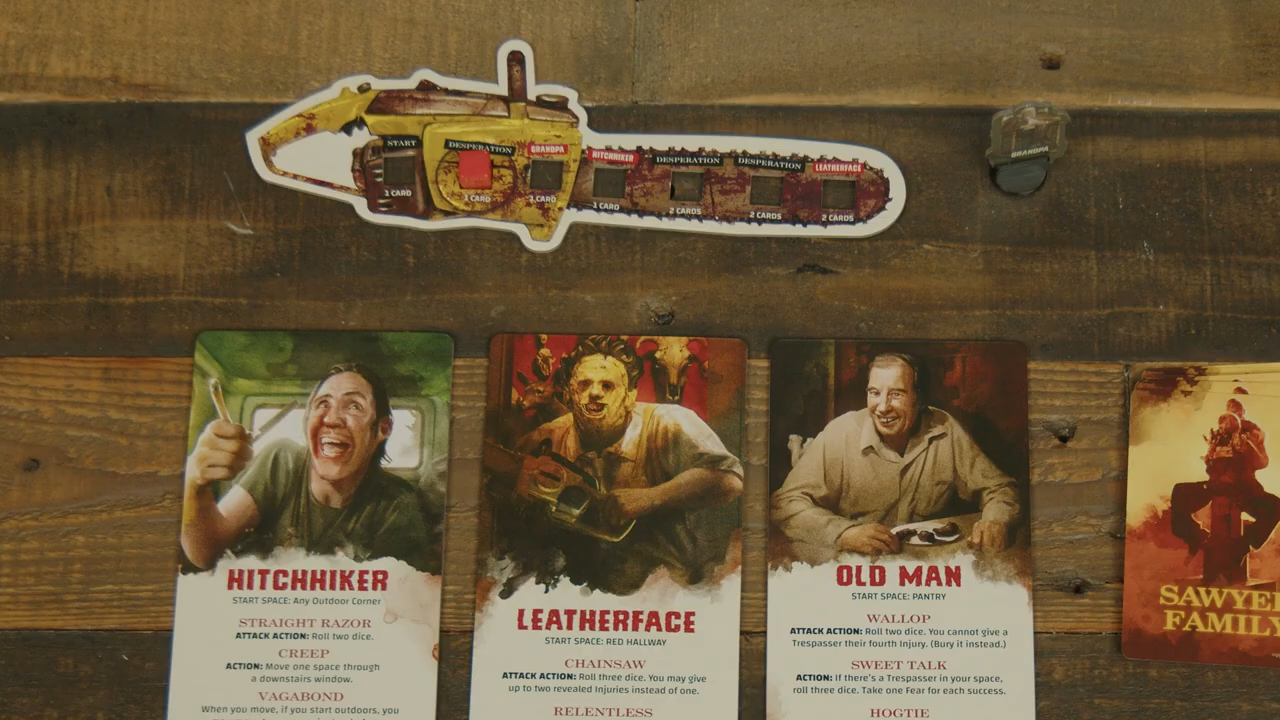 START
DESPERATION
GRANDPA
HITCHHIKER
DESPERATION
DESPERATION
LEATHERFACE
1 CARD
1 CARD
1 CARD
1 CARD
2 CARDS
2 CARDS
2 CARDS
GRANDPA
HITCHHIKER
START SPACE: Any Outdoor Corner
STRAIGHT RAZOR
ATTACK ACTION: Roll two dice.
CREEP
ACTION: Move one space through
a downstairs window.
VAGABOND
When you move, if you start outdoors, you
LEATHERFACE
START SPACE: RED HALLWAY
CHAINSAW
ATTACK ACTION: Roll three dice. You may give
up to two revealed Injuries instead of one.
RELENTLESS
OLD MAN
START SPACE: PANTRY
WALLOP
ATTACK ACTION: Roll two dice. You cannot give a
Trespasser their fourth Injury. (Bury it instead.)
SWEET TALK
ACTION: If there's a Trespasser in your space,
roll three dice. Take one Fear for each success.
HOGTIE
SAWYE
FAMILY